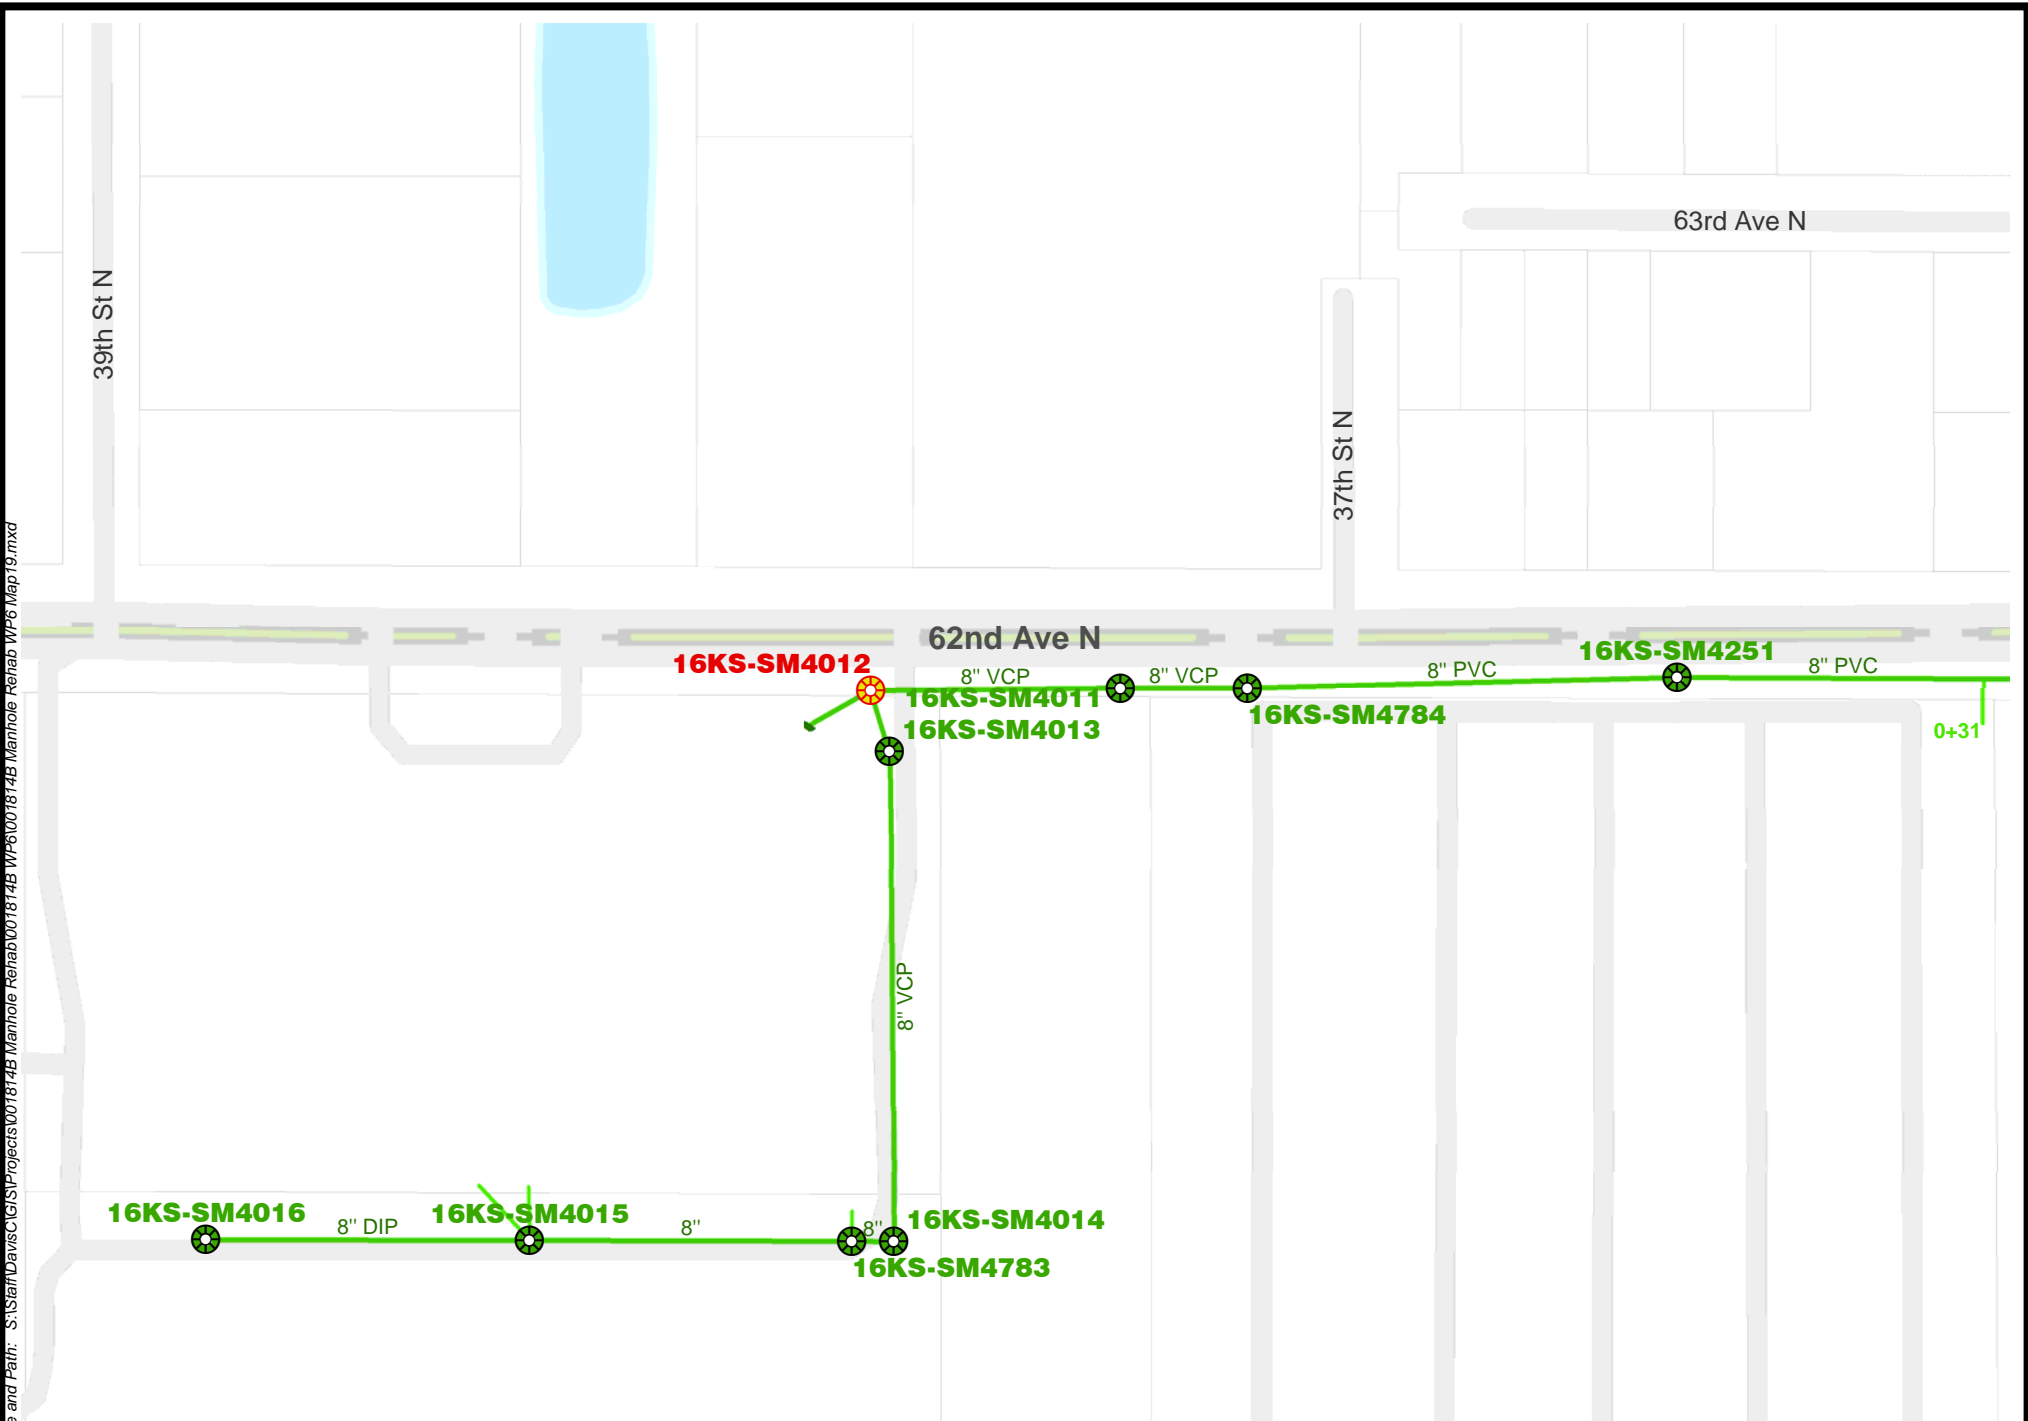 63rd Ave N
39th St N
37th St N
62nd Ave N
16KS-SM4012
16KS-SM4251
8" VCP
8" VCP
8" PVC
8" PVC
16KS-SM4011
16KS-SM4784
16KS-SM4013
0+31
8" VCP
16KS-SM4016
8" DIP
16KS-SM4015
8"
8"
16KS-SM4014
16KS-SM4783
e and Path: S:\Staff\DavisC\GIS\Projects\001814B Manhole Rehab\001814B WP6\001814B Manhole Rehab WP6 Map19.mxd